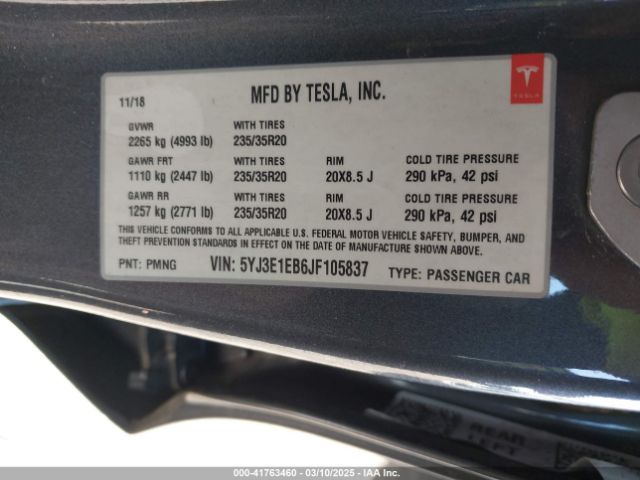 11/18
MFD BY TESLA, INC.
TESLA
GVWR WITH TIRES
2265 kg (4993 lb) 235/35R20
GAWR FRT WITH TIRES RIM COLD TIRE PRESSURE
1110 kg (2447 lb) 235/35R20 20X8.5 J 290 kPa, 42 psi
GAWR RR WITH TIRES RIM COLD TIRE PRESSURE
1257 kg (2771 lb) 235/35R20 20X8.5 J 290 kPa, 42 psi
THIS VEHICLE CONFORMS TO ALL APPLICABLE U.S. FEDERAL MOTOR VEHICLE SAFETY, BUMPER, AND
THEFT PREVENTION STANDARDS IN EFFECT ON THE DATE OF MANUFACTURE SHOWN ABOVE.
PNT: PMNG VIN: 5YJ3E1EB6JF105837 TYPE: PASSENGER CAR
REAR
LEFT
000-41763460 - 03/10/2025 - IAA Inc.